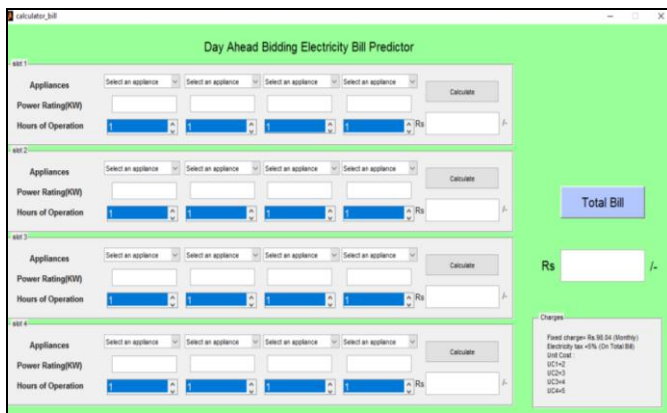 calculator_bill
Day Ahead Bidding Electricity Bill Predictor
slot 1
Appliances Select an appliance Select an appliance Select an appliance Select an appliance Calculate
Power Rating(KW)
Hours of Operation 1 1 1 1 Rs /-
slot 2
Appliances Select an appliance Select an appliance Select an appliance Select an appliance Calculate
Power Rating(KW)
Hours of Operation 1 1 1 1 Rs /-
Total Bill
slot 3
Appliances Select an appliance Select an appliance Select an appliance Select an appliance Calculate
Power Rating(KW)
Hours of Operation 1 1 1 1 Rs /-
Rs /-
slot 4
Appliances Select an appliance Select an appliance Select an appliance Select an appliance Calculate
Power Rating(KW)
Hours of Operation 1 1 1 1 Rs /-
Charges
Fixed charge= Rs. (Monthly)
Electricity tax (On Total Bill)
Unit Cost :
UC1=2
UC2=3
UC3=4
UC4=5